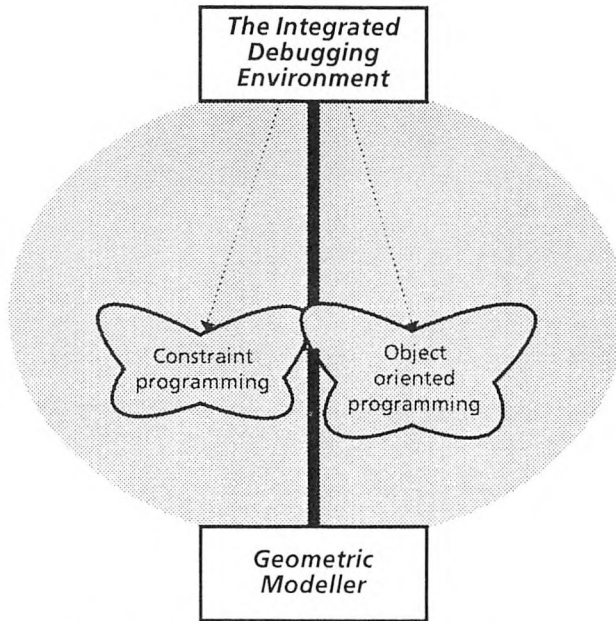 The Integrated
Debugging
Environment
Constraint
programming
Object
oriented
programming
Geometric
Modeller